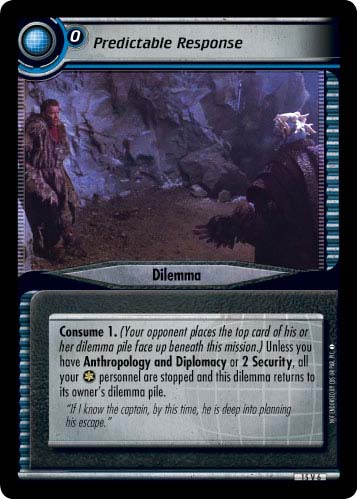 0
Predictable Response
Dilemma
Consume 1. (Your opponent places the top card of his or
her dilemma pile face up beneath this mission.) Unless you
have Anthropology and Diplomacy or 2 Security, all
your personnel are stopped and this dilemma returns to
its owner's dilemma pile.
"If I know the captain, by this time, he is deep into planning
his escape."
15 V 6